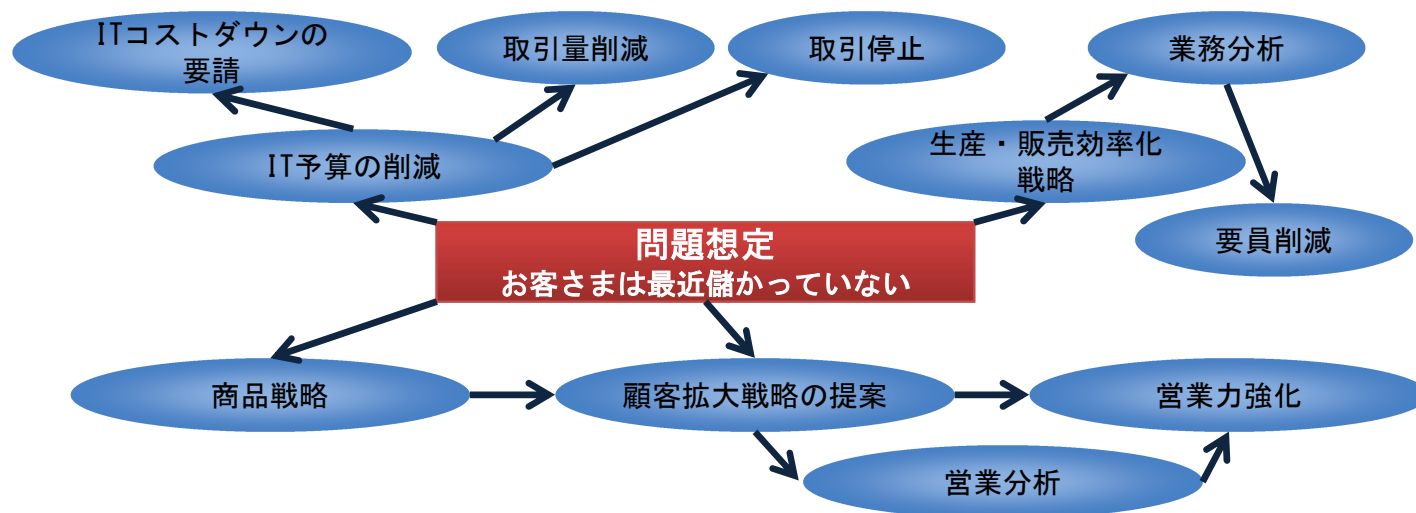 ITコストダウンの
要請
取引量削減
取引停止
業務分析
IT予算の削減
生産・販売効率化
戦略
要員削減
問題想定
お客さまは最近儲かっていない
商品戦略
顧客拡大戦略の提案
営業力強化
営業分析